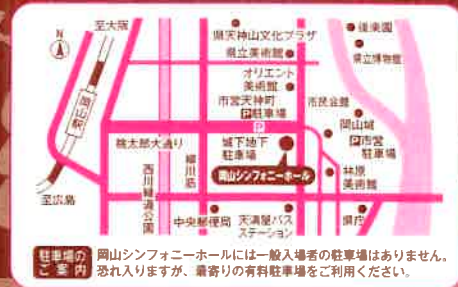 至大阪
N
県天神山文化プラザ
後楽園
県立美術館
県立博物館
オリエント
美術館
市営天神町
P駐車場
市民会館
岡山駅
P
岡山城
P市営
駐車場
桃太郎大通り
城下地下
駐車場
林原
美術館
岡山シンフォニーホール
柳川筋
西川緑道公園
至広島
中央郵便局
天満屋バス
ステーション
県庁
駐車場の
ご案内
岡山シンフォニーホールには一般入場者の駐車場はありません。
恐れ入りますが、最寄りの有料駐車場をご利用ください。